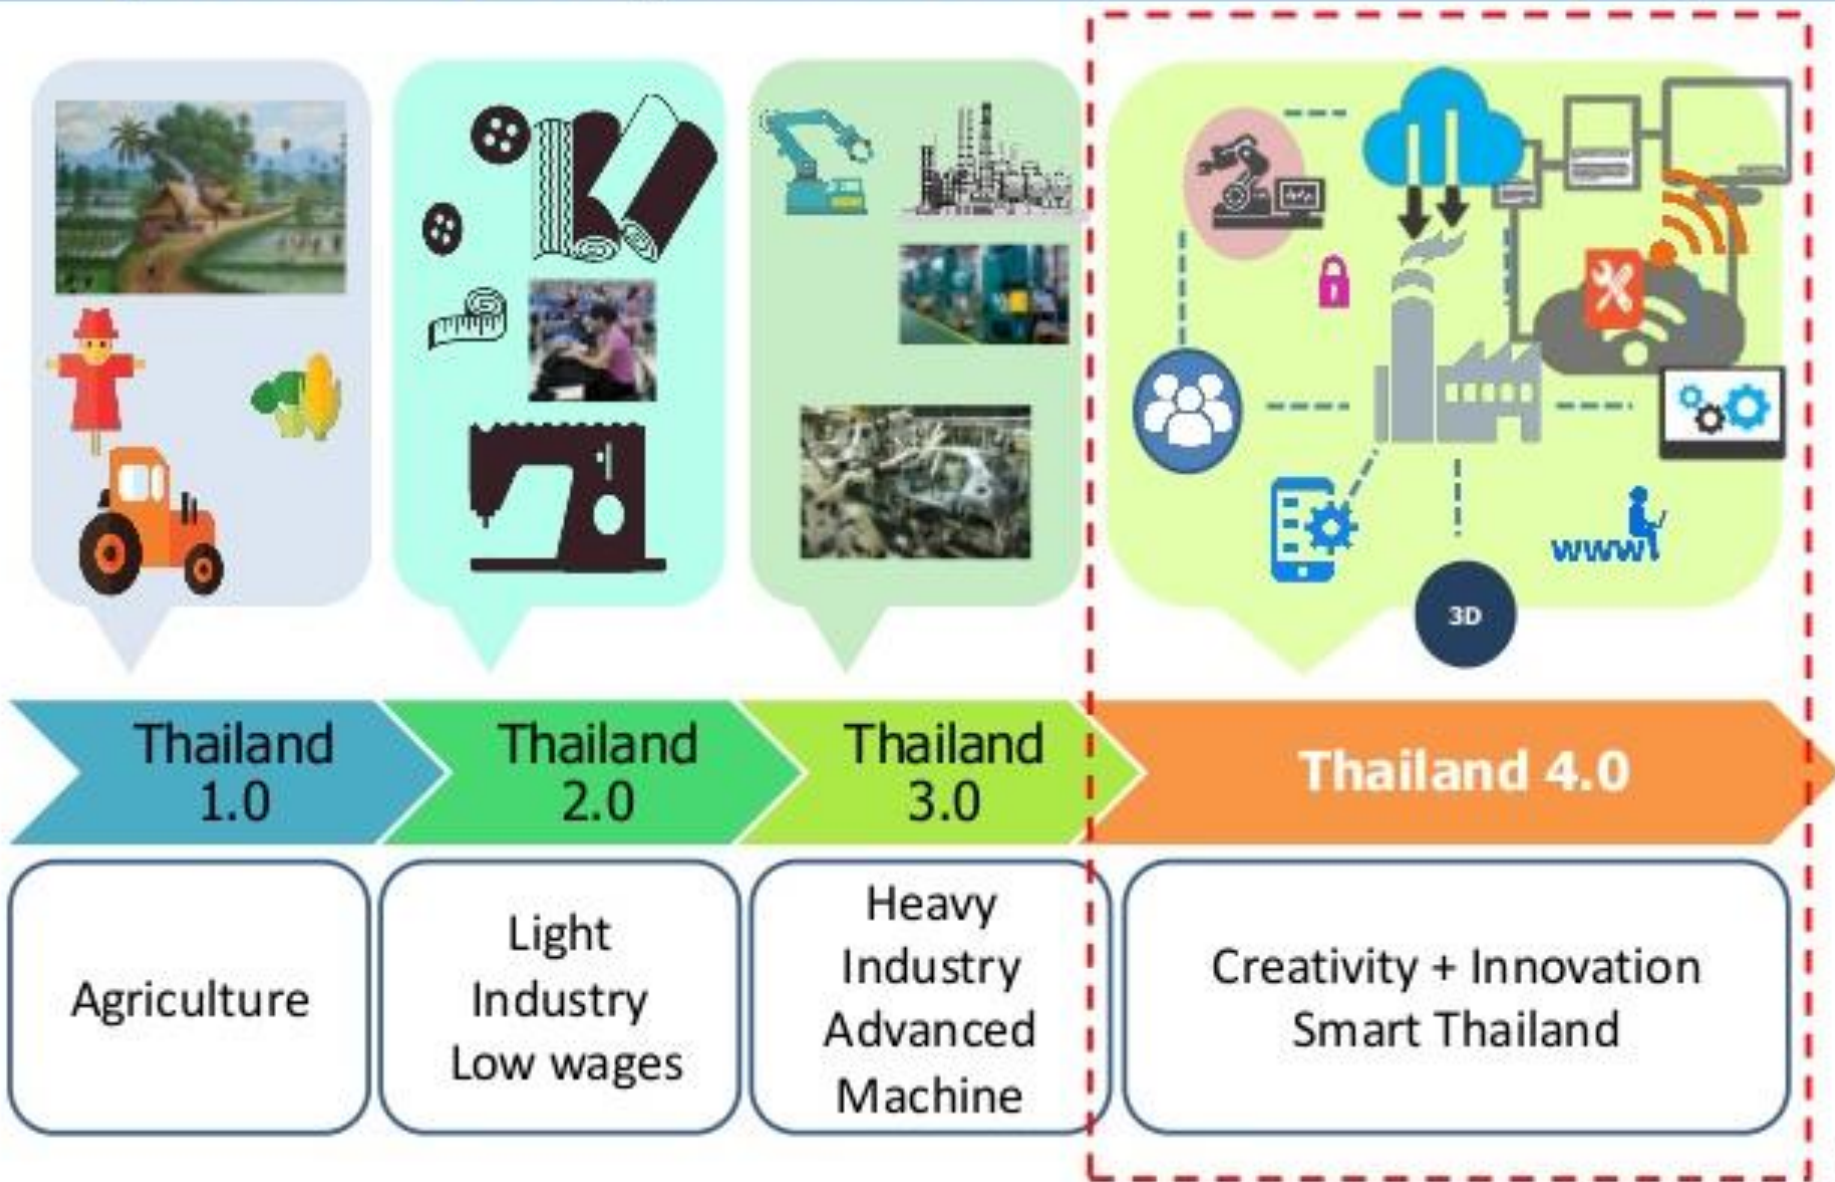 3D
www
Thailand
1.0
Thailand
2.0
Thailand
3.0
Thailand 4.0
Agriculture
Light
Industry
Low wages
Heavy
Industry
Advanced
Machine
Creativity + Innovation
Smart Thailand